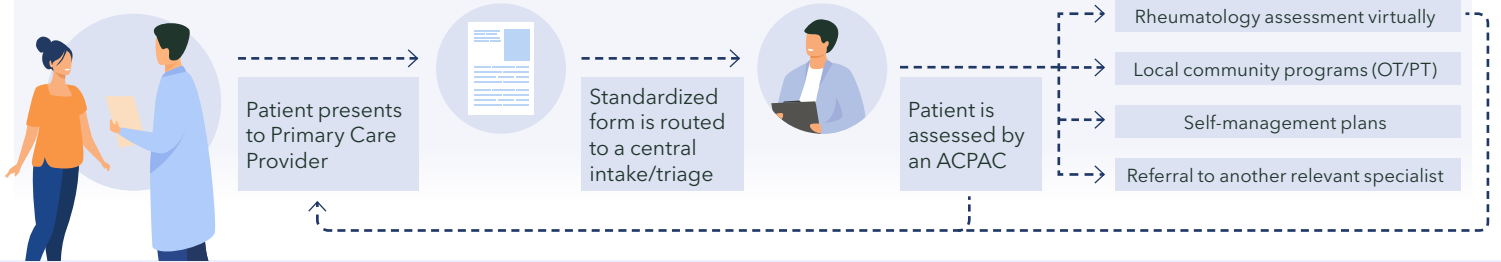 Patient presents
to Primary Care
Provider
Standardized
form is routed
to a central
intake/triage
Patient is
assessed by
an ACPAC
Rheumatology assessment virtually
Local community programs (OT/PT)
Self-management plans
Referral to another relevant specialist